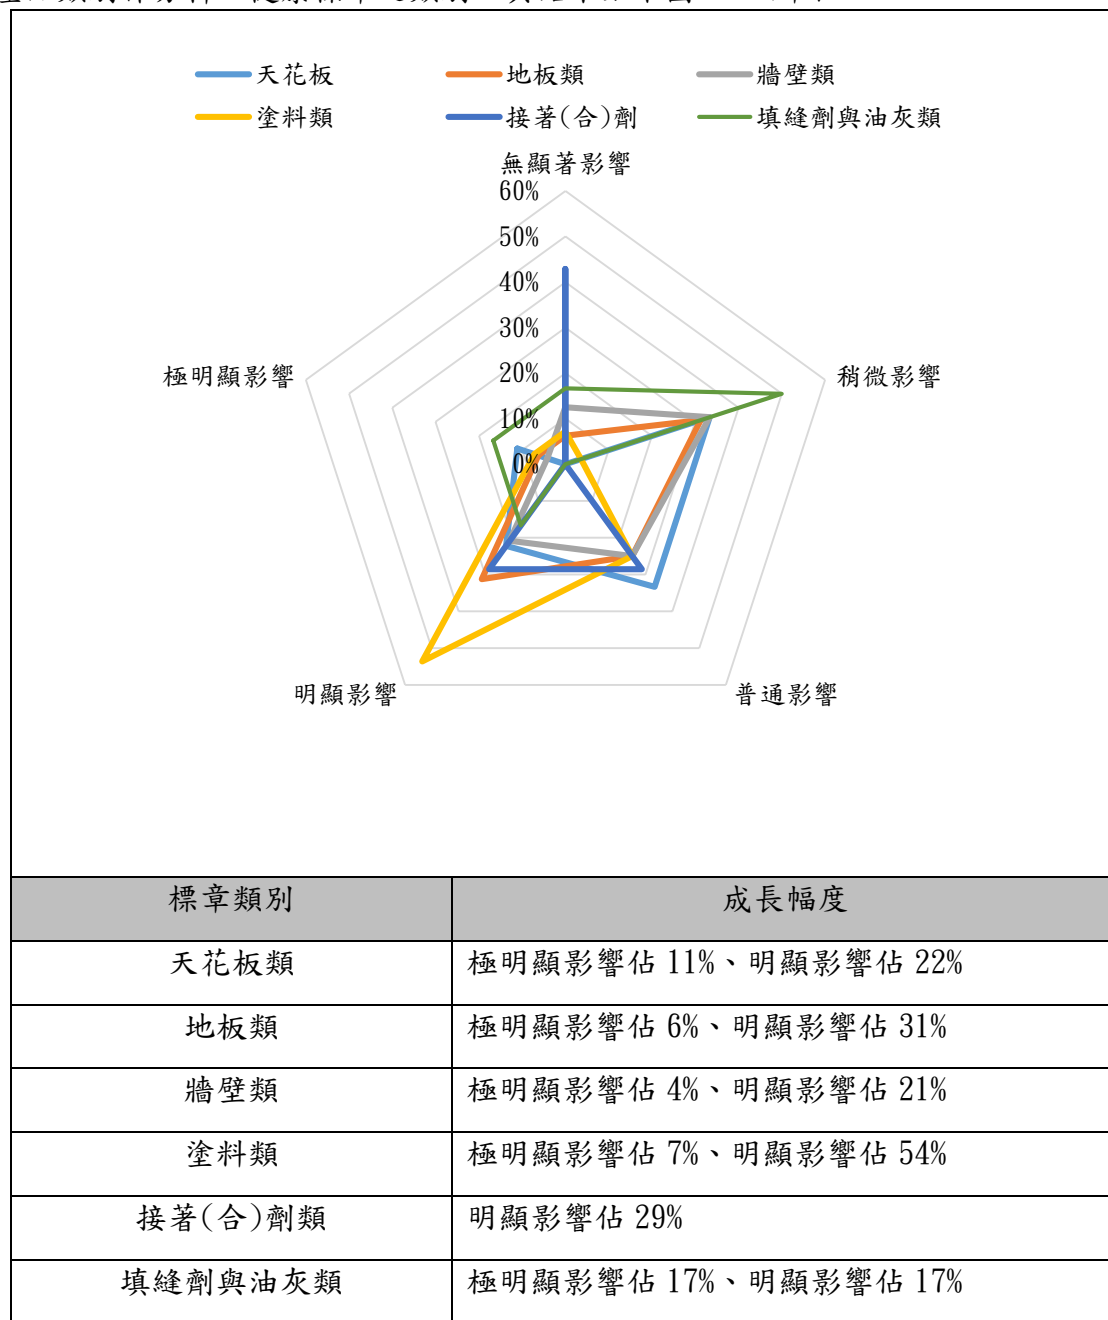 天花板
地板類
牆壁類
塗料類
接著(合)劑
填縫劑與油灰類
無顯著影響
60%
50%
40%
30%
20%
10%
0%
極明顯影響
稍微影響
明顯影響
普通影響
標章類別 成長幅度
天花板類 極明顯影響佔 11%、明顯影響佔 22%
地板類 極明顯影響佔 6%、明顯影響佔 31%
牆壁類 極明顯影響佔 4%、明顯影響佔 21%
塗料類 極明顯影響佔 7%、明顯影響佔 54%
接著(合)劑類 明顯影響佔 29%
填縫劑與油灰類 極明顯影響佔 17%、明顯影響佔 17%